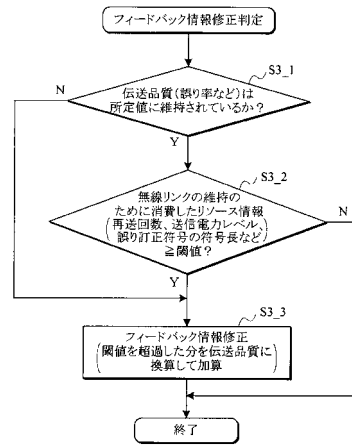 フィードバック情報修正判定
S3_1
N
伝送品質(誤り率など)は
所定値に維持されているか?
Y
S3_2
無線リンクの維持の
ために消費したリソース情報
N
(再送回数、送信電力レベル、
誤り訂正符号の符号長など)
≧閾値?
Y
S3_3
フィードバック情報修正
(閾値を超過した分を伝送品質に
換算して加算)
終了